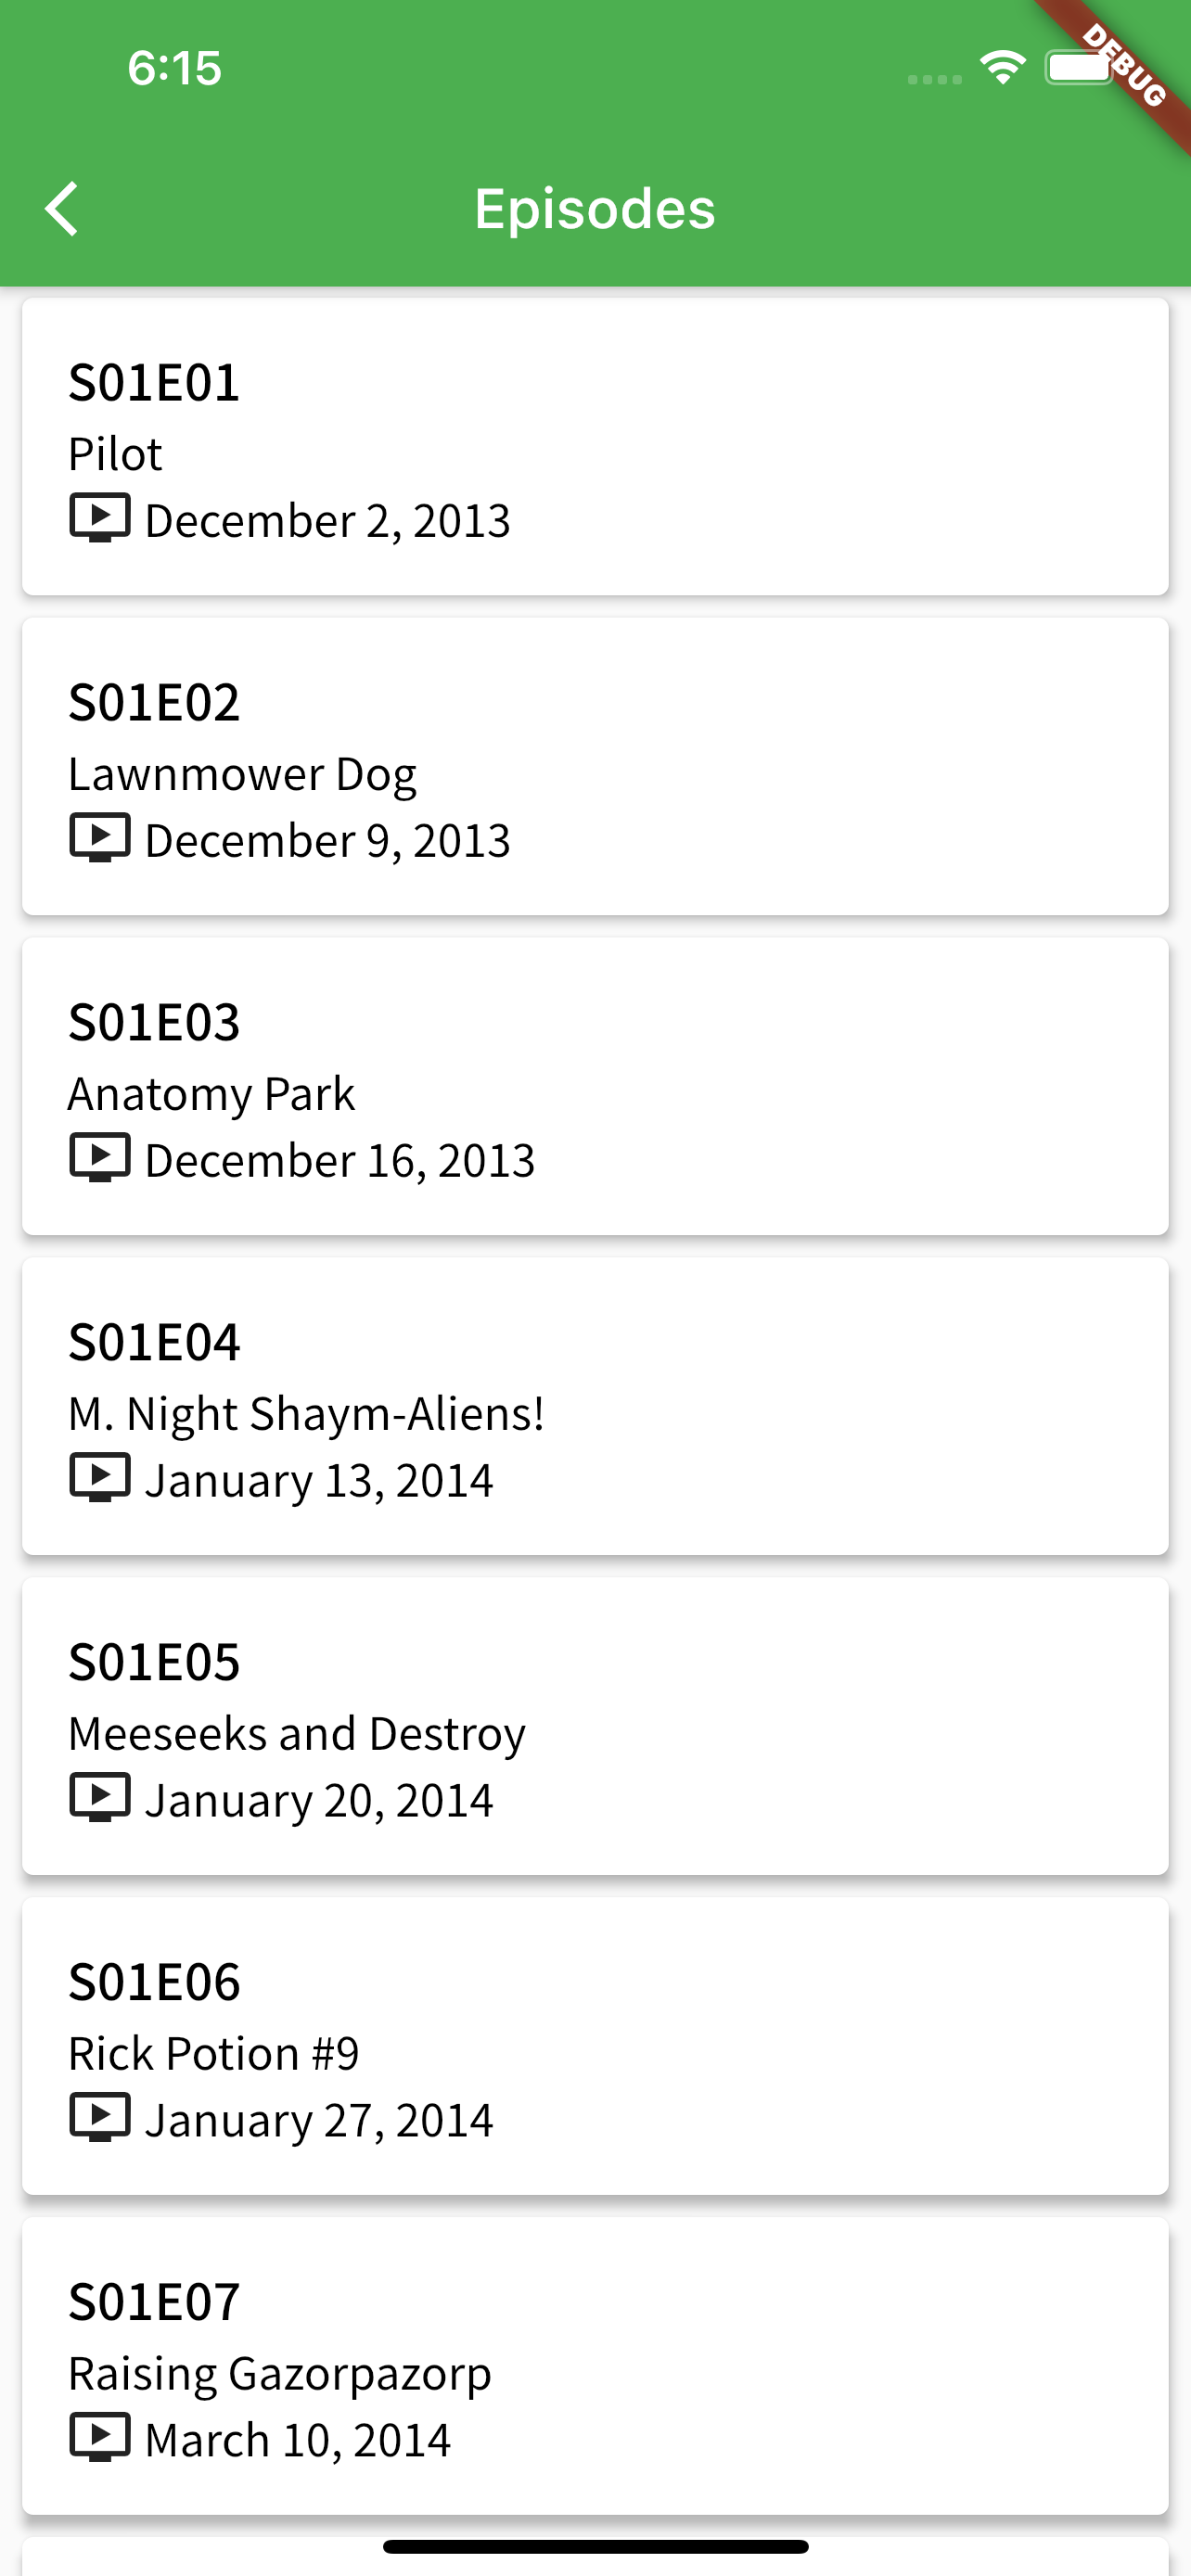 6:15
DEBUG
Episodes
S01E01
Pilot
December 2, 2013
S01E02
Lawnmower Dog
December 9, 2013
S01E03
Anatomy Park
December 16, 2013
S01E04
M. Night Shaym-Aliens!
January 13, 2014
S01E05
Meeseeks and Destroy
January 20, 2014
S01E06
Rick Potion #9
January 27, 2014
S01E07
Raising Gazorpazorp
March 10, 2014